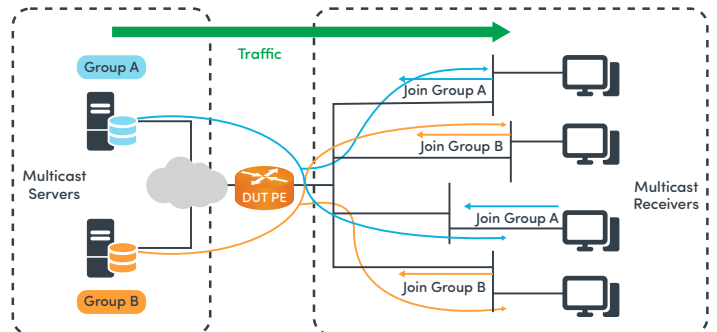 Traffic
Group A
Multicast
Servers
DUT PE
Group B
Join Group A
Join Group B
Join Group A
Join Group B
Multicast
Receivers